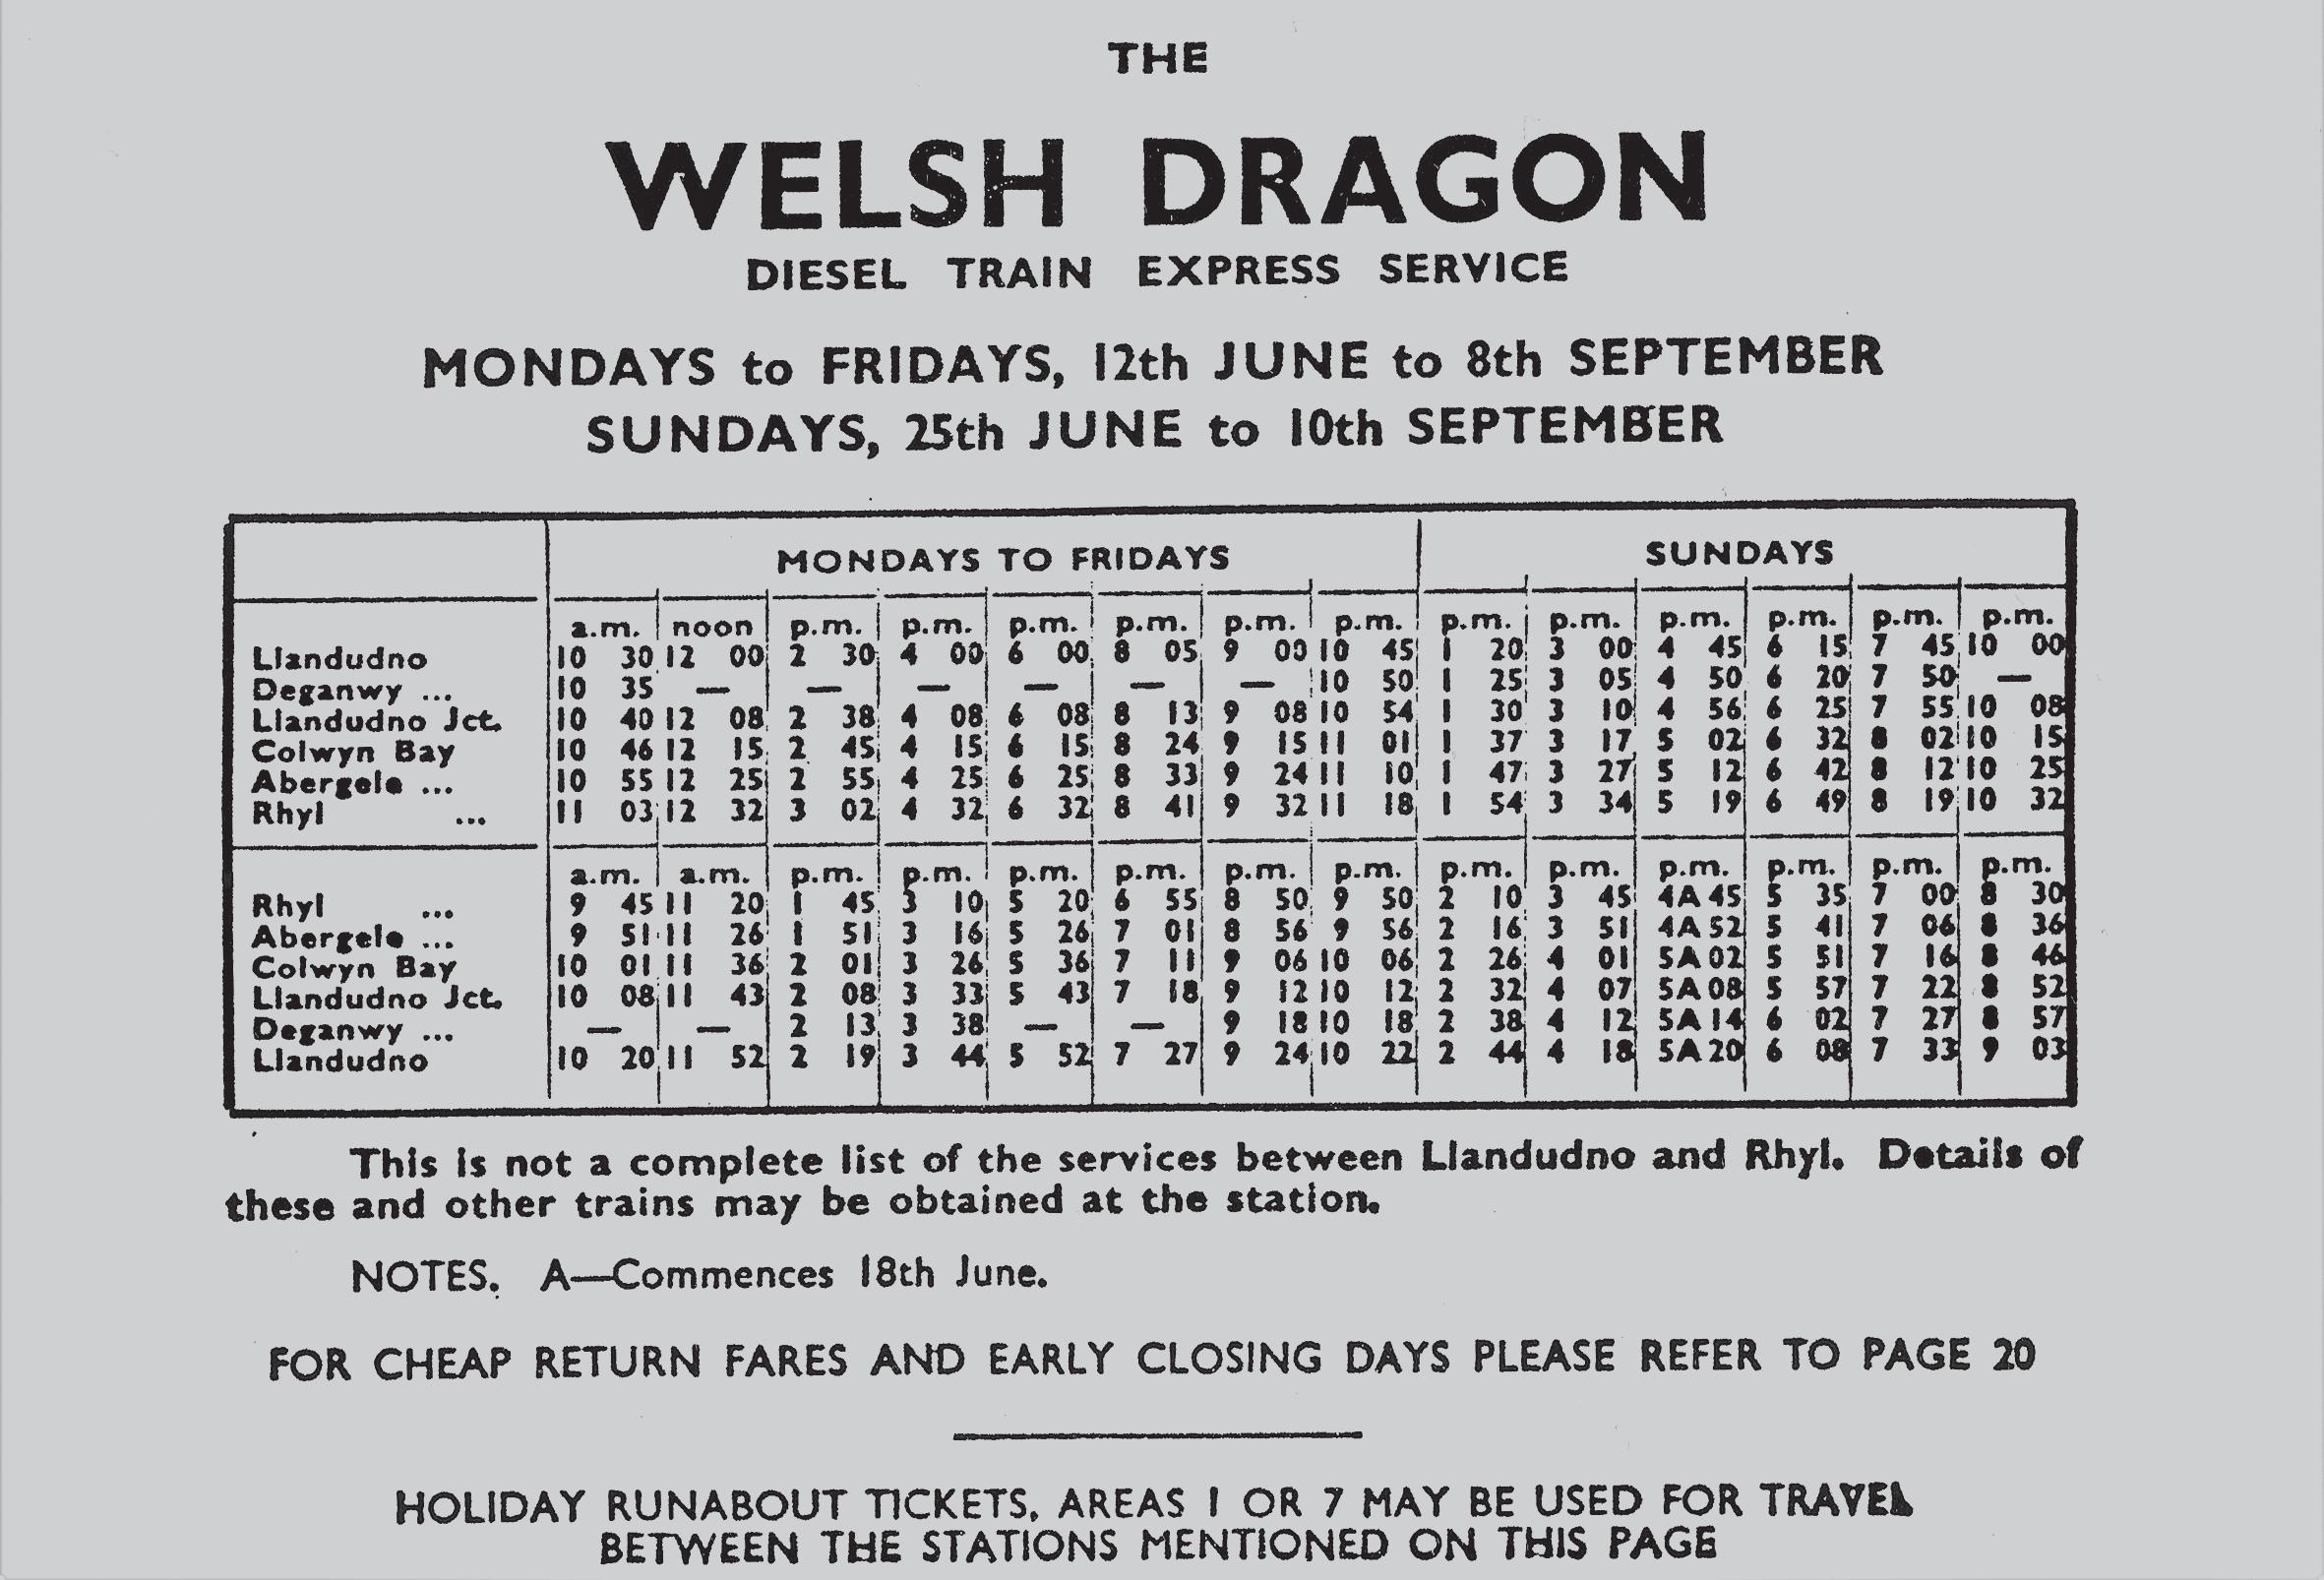 THE
WELSH DRAGON
DIESEL TRAIN EXPRESS SERVICE
MONDAYS to FRIDAYS, 12th JUNE to 8th SEPTEMBER
SUNDAYS, 25th JUNE to 10th SEPTEMBER
MONDAYS TO FRIDAYS SUNDAYS
a.m. noon p.m. p.m. p.m. p.m. p.m. p.m. p.m. p.m. p.m. p.m. p.m. p.m.
Llandudno 10 30 12 00 2 30 4 00 6 00 8 05 9 00 10 45 1 20 3 00 4 45 6 15 7 45 10 00
Deganwy ... 10 35 — — — — — — 10 50 1 25 3 05 4 50 6 20 7 50 —
Llandudno Jct. 10 40 12 08 2 38 4 08 6 08 8 13 9 08 10 54 1 30 3 10 4 56 6 25 7 55 10 08
Colwyn Bay 10 46 12 15 2 45 4 15 6 15 8 24 9 15 11 01 1 37 3 17 5 02 6 32 8 02 10 15
Abergele ... 10 55 12 25 2 55 4 25 6 25 8 33 9 24 11 10 1 47 3 27 5 12 6 42 8 12 10 25
Rhyl ... 11 03 12 32 3 02 4 32 6 32 8 41 9 32 11 18 1 54 3 34 5 19 6 49 8 19 10 32
a.m. a.m. p.m. p.m. p.m. p.m. p.m. p.m. p.m. p.m. p.m. p.m. p.m. p.m.
Rhyl ... 9 45 11 20 1 45 3 10 5 20 6 55 8 50 9 50 2 10 3 45 4A 45 5 35 7 00 8 30
Abergele ... 9 51 11 26 1 51 3 16 5 26 7 01 8 56 9 56 2 16 3 51 4A 52 5 41 7 06 8 36
Colwyn Bay 10 01 11 36 2 01 3 26 5 36 7 11 9 06 10 06 2 26 4 01 5A 02 5 51 7 16 8 46
Llandudno Jct. 10 08 11 43 2 08 3 33 5 43 7 18 9 12 10 12 2 32 4 07 5A 08 5 57 7 22 8 52
Deganwy ... — — 2 13 3 38 — — 9 18 10 18 2 38 4 12 5A 14 6 02 7 27 8 57
Llandudno 10 20 11 52 2 19 3 44 5 52 7 27 9 24 10 22 2 44 4 18 5A 20 6 08 7 33 9 03
This is not a complete list of the services between Llandudno and Rhyl. Details of
these and other trains may be obtained at the station.
NOTES. A—Commences 18th June.
FOR CHEAP RETURN FARES AND EARLY CLOSING DAYS PLEASE REFER TO PAGE 20
HOLIDAY RUNABOUT TICKETS, AREAS 1 OR 7 MAY BE USED FOR TRAVEL
BETWEEN THE STATIONS MENTIONED ON THIS PAGE